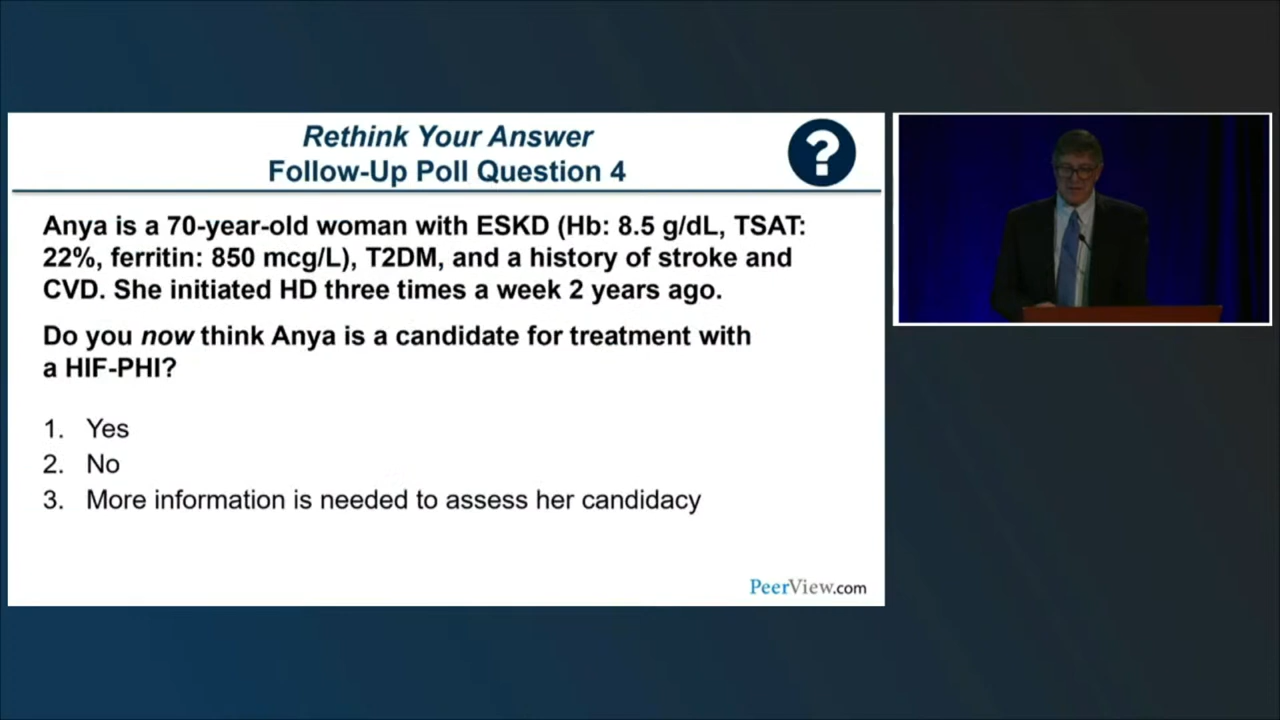 Rethink Your Answer
Follow-Up Poll Question 4
?
Anya is a 70-year-old woman with ESKD (Hb: 8.5 g/dL, TSAT:
22%, ferritin: 850 mcg/L), T2DM, and a history of stroke and
CVD. She initiated HD three times a week 2 years ago.
Do you now think Anya is a candidate for treatment with
a HIF-PHI?
1. Yes
2. No
3. More information is needed to assess her candidacy
PeerView.com